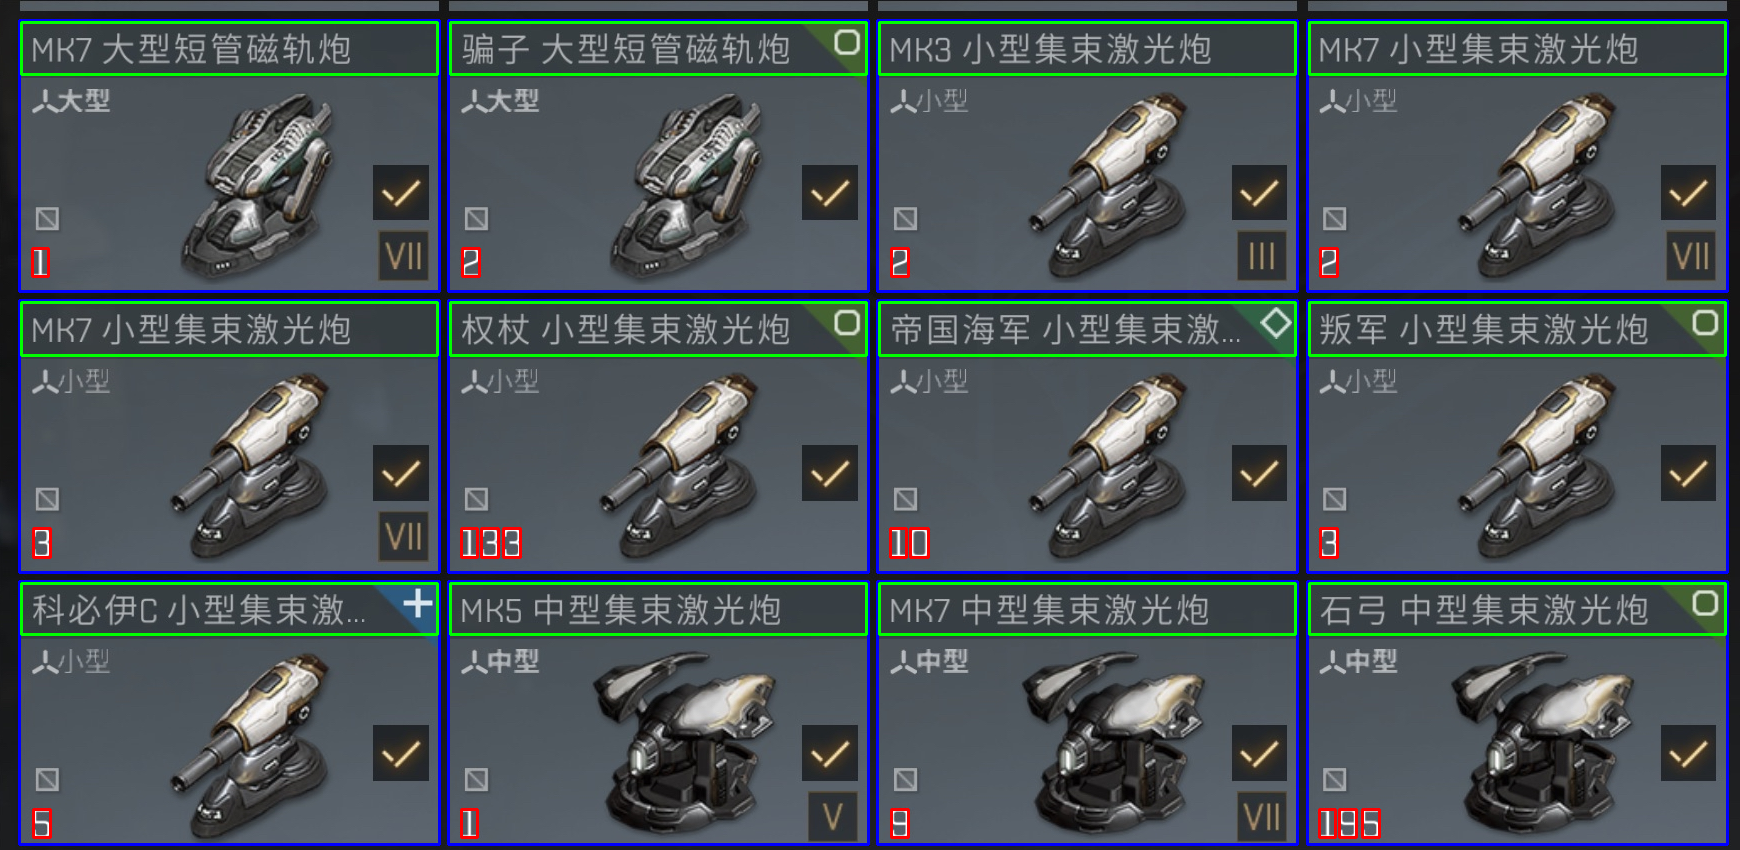 MK7 大型短管磁轨炮
大型
1
VII
骗子 大型短管磁轨炮
大型
2
MK3 小型集束激光炮
小型
2
III
MK7 小型集束激光炮
小型
2
VII
MK7 小型集束激光炮
小型
3
VII
权杖 小型集束激光炮
小型
133
帝国海军 小型集束激...
小型
10
叛军 小型集束激光炮
小型
3
科必伊C 小型集束激...
小型
5
MK5 中型集束激光炮
中型
1
V
MK7 中型集束激光炮
中型
9
VII
石弓 中型集束激光炮
中型
195